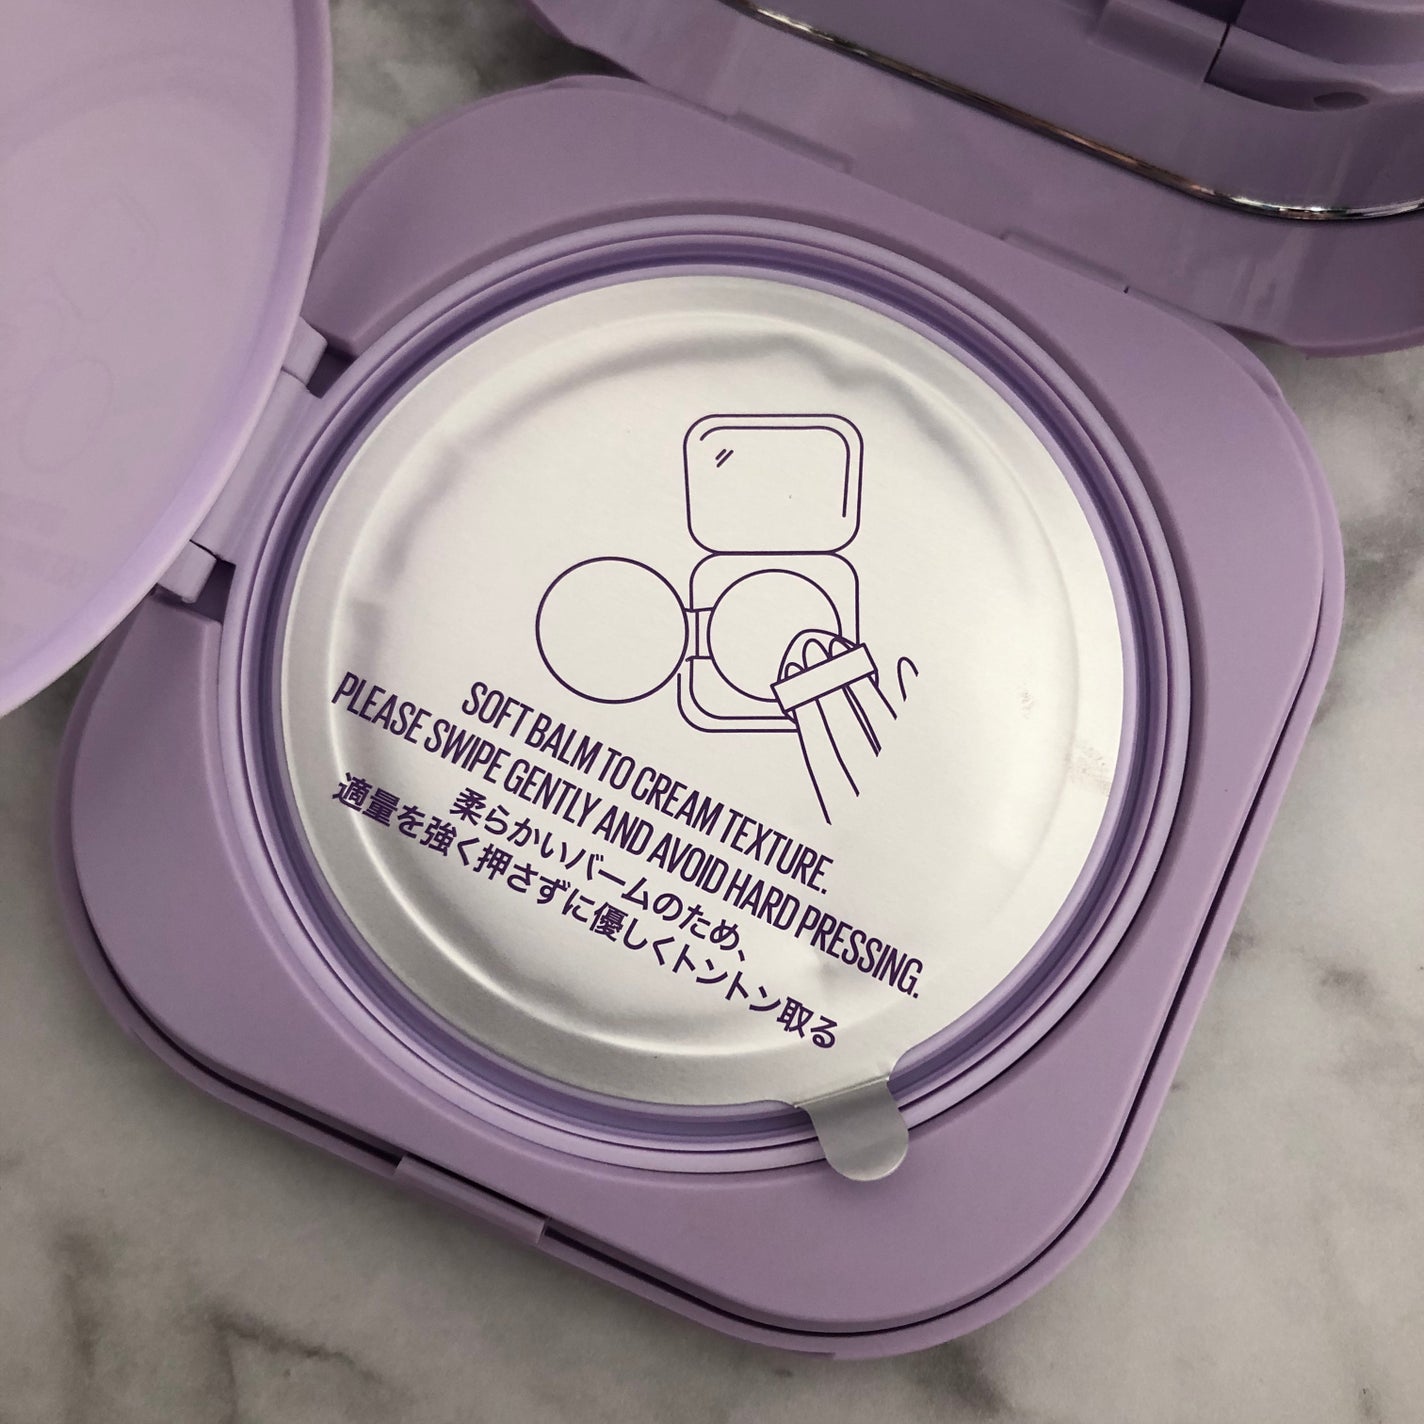 SOFT BALM TO CREAM TEXTURE.
PLEASE SWIPE GENTLY AND AVOID HARD PRESSING.
柔らかいバームのため、
適量を強く押さずに優しくトントン取る